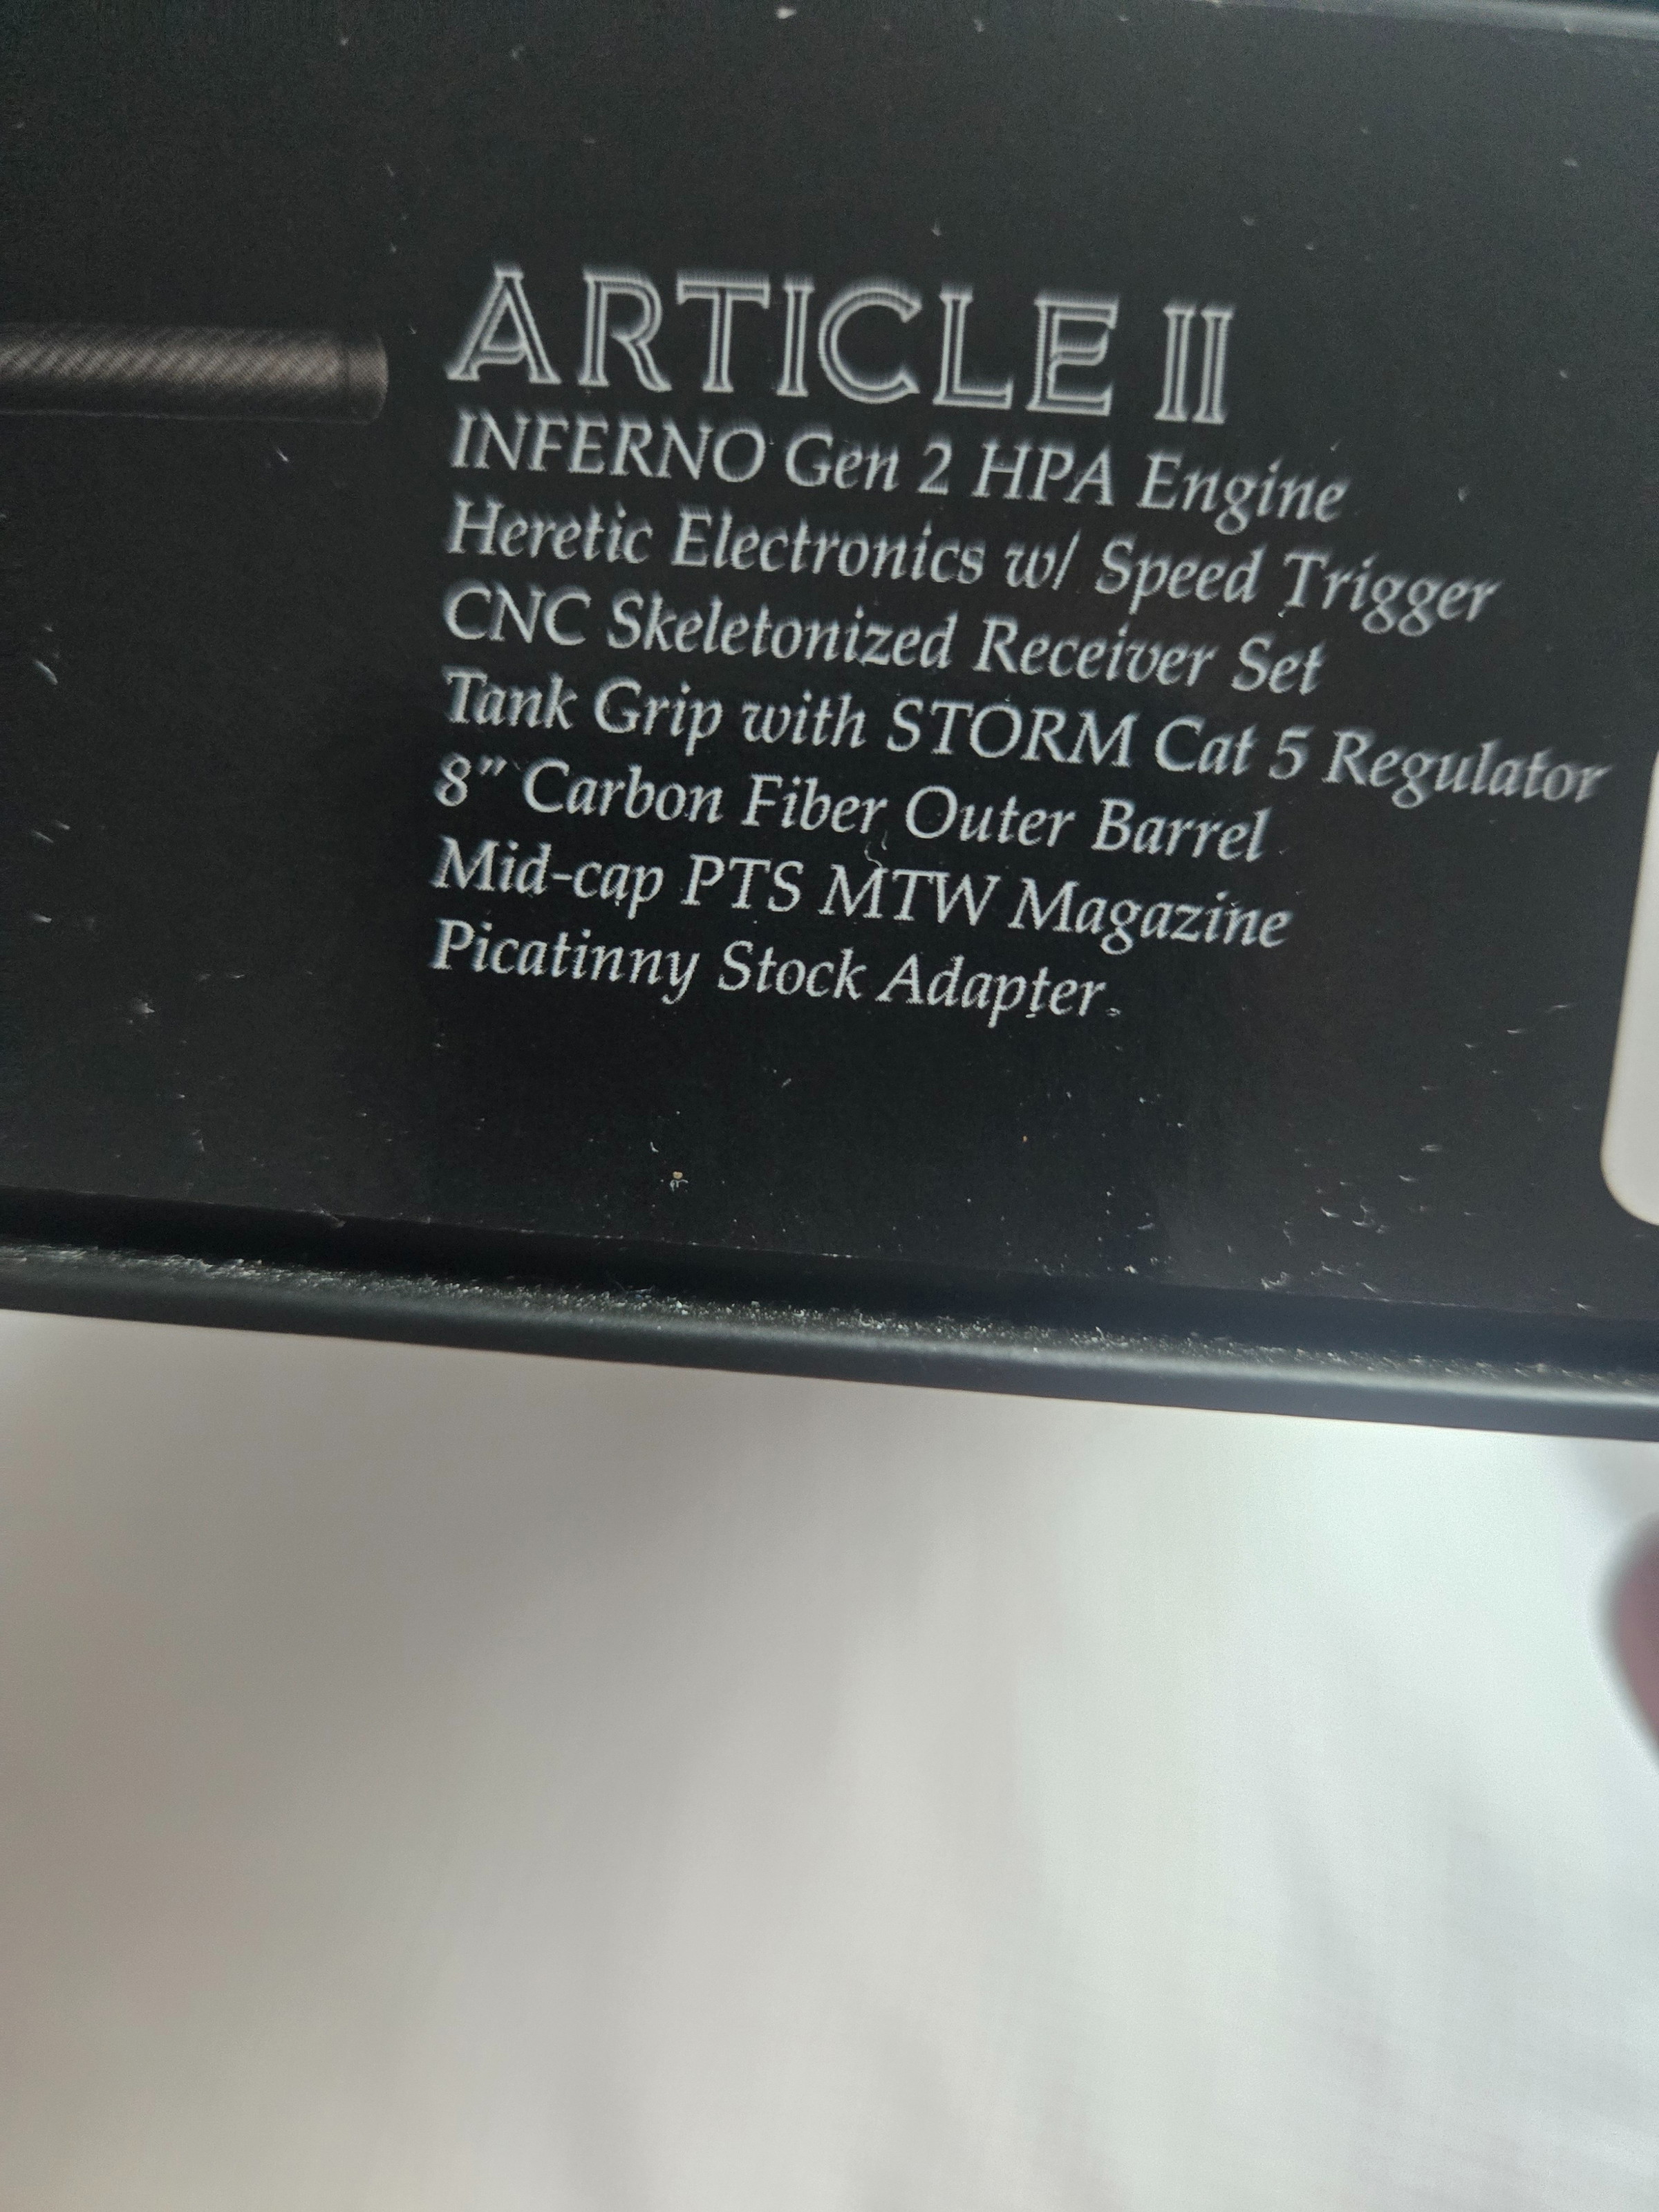 ARTICLE II
INFERNO Gen 2 HPA Engine
Heretic Electronics w/ Speed Trigger
CNC Skeletonized Receiver Set
Tank Grip with STORM Cat 5 Regulator
8" Carbon Fiber Outer Barrel
Mid-cap PTS MTW Magazine
Picatinny Stock Adapter